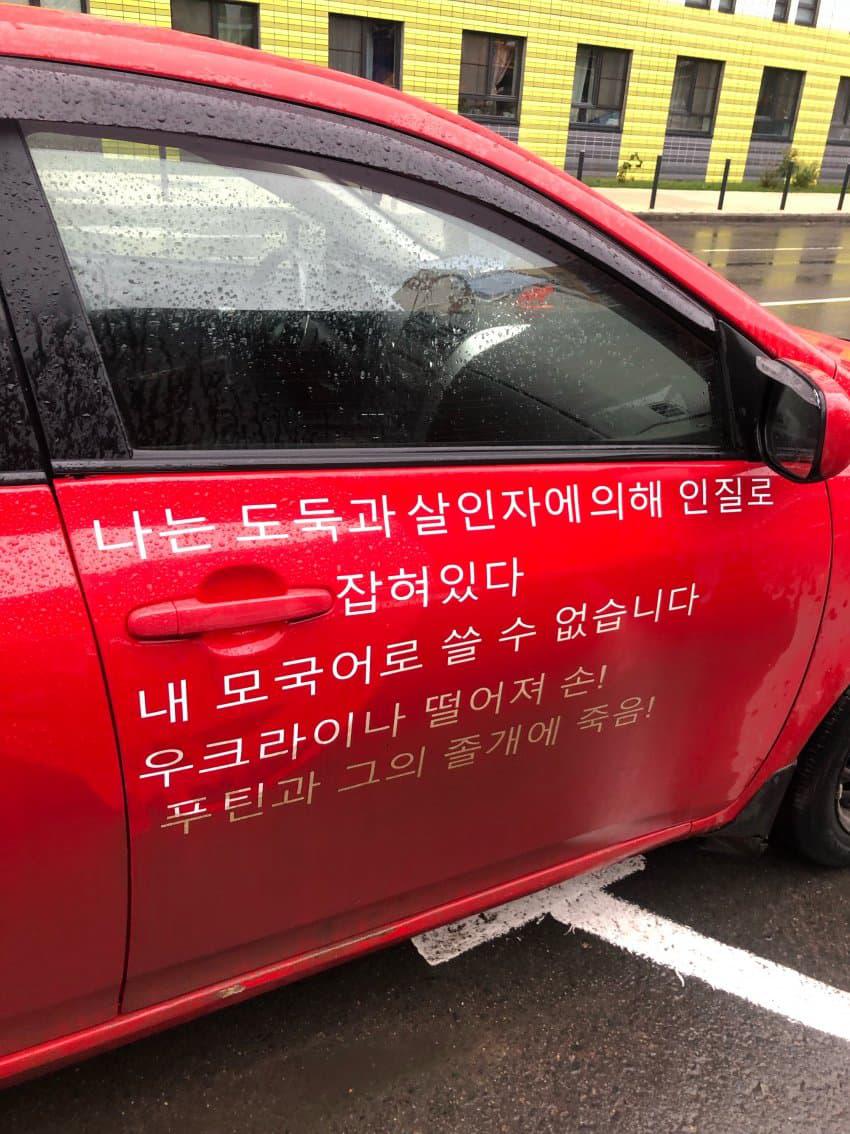 나는 도둑과 살인자에 의해 인질로
잡혀있다
내 모국어로 쓸 수 없습니다
우크라이나 떨어져 손!
푸틴과 그의 졸개에 죽음!